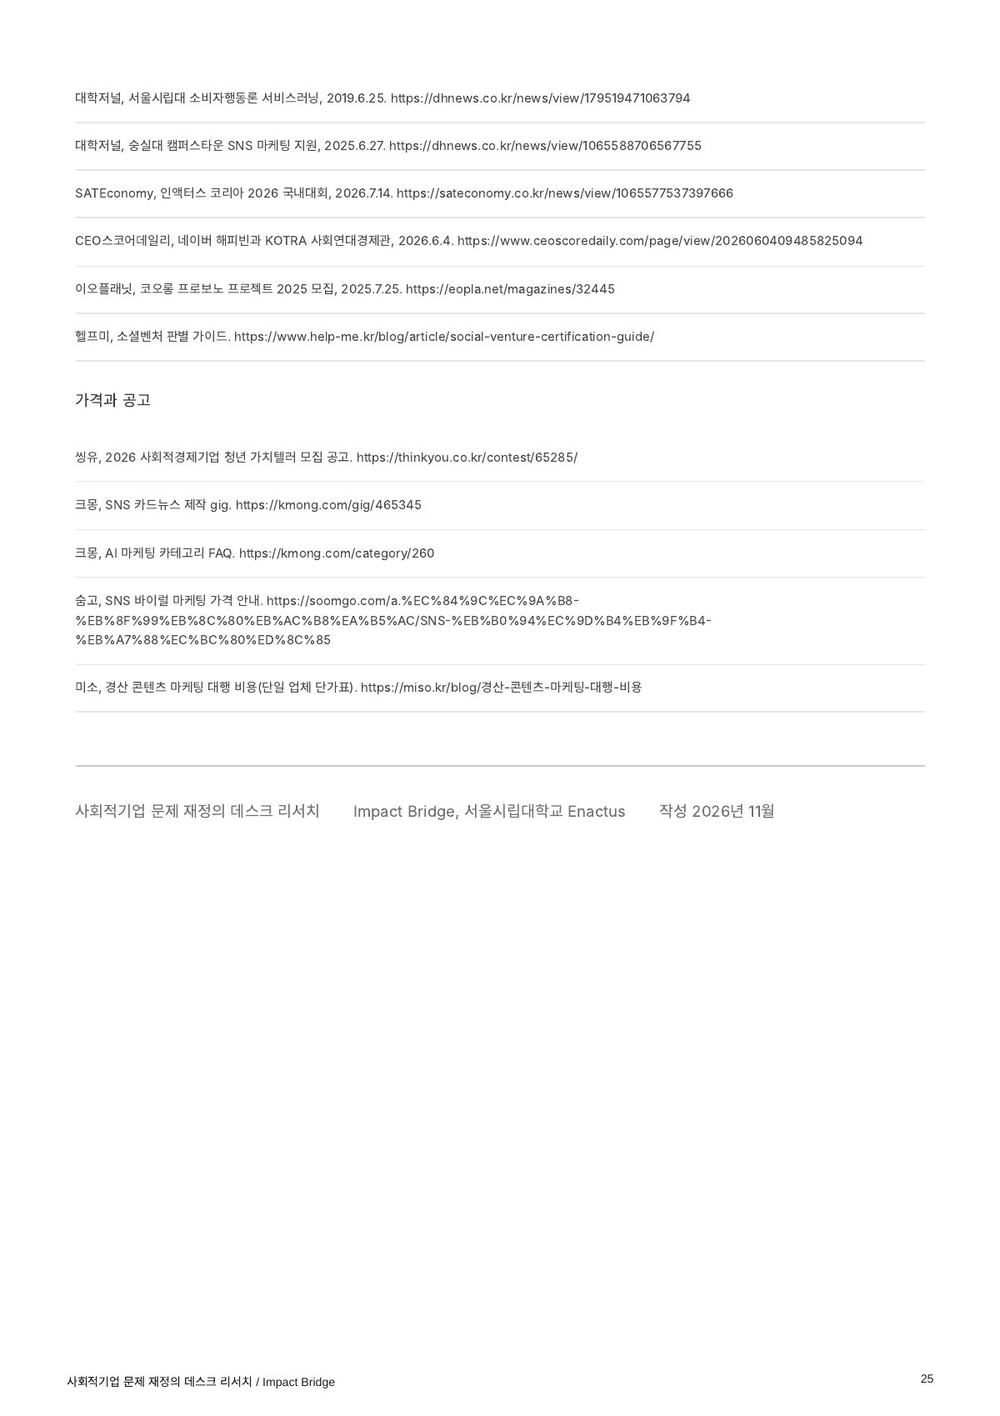 대학저널, 서울시립대 소비자행동론 서비스러닝, 2019.6.25. https://dhnews.co.kr/news/view/179519471063794
대학저널, 숭실대 캠퍼스타운 SNS 마케팅 지원, 2025.6.27. https://dhnews.co.kr/news/view/1065588706567755
SATEconomy, 인액터스 코리아 2026 국내대회, 2026.7.14. https://sateconomy.co.kr/news/view/1065577537397666
CEO스코어데일리, 네이버 해피빈과 KOTRA 사회연대경제관, 2026.6.4. https://www.ceoscoredaily.com/page/view/2026060409485825094
이오플래닛, 코오롱 프로보노 프로젝트 2025 모집, 2025.7.25. https://eopla.net/magazines/32445
헬프미, 소셜벤처 판별 가이드. https://www.help-me.kr/blog/article/social-venture-certification-guide/
가격과 공고
씽유, 2026 사회적경제기업 청년 가치텔러 모집 공고. https://thinkyou.co.kr/contest/65285/
크몽, SNS 카드뉴스 제작 gig. https://kmong.com/gig/465345
크몽, AI 마케팅 카테고리 FAQ. https://kmong.com/category/260
숨고, SNS 바이럴 마케팅 가격 안내. https://soomgo.com/a.%EC%84%9C%EC%9A%B8-
%EB%8F%99%EB%8C%80%EB%AC%B8%EA%B5%AC/SNS-%EB%B0%94%EC%9D%B4%EB%9F%B4-
%EB%A7%88%EC%BC%80%ED%8C%85
미소, 경산 콘텐츠 마케팅 대행 비용(단일 업체 단가표). https://miso.kr/blog/경산-콘텐츠-마케팅-대행-비용
사회적기업 문제 재정의 데스크 리서치 Impact Bridge, 서울시립대학교 Enactus 작성 2026년 11월
사회적기업 문제 재정의 데스크 리서치 / Impact Bridge
25